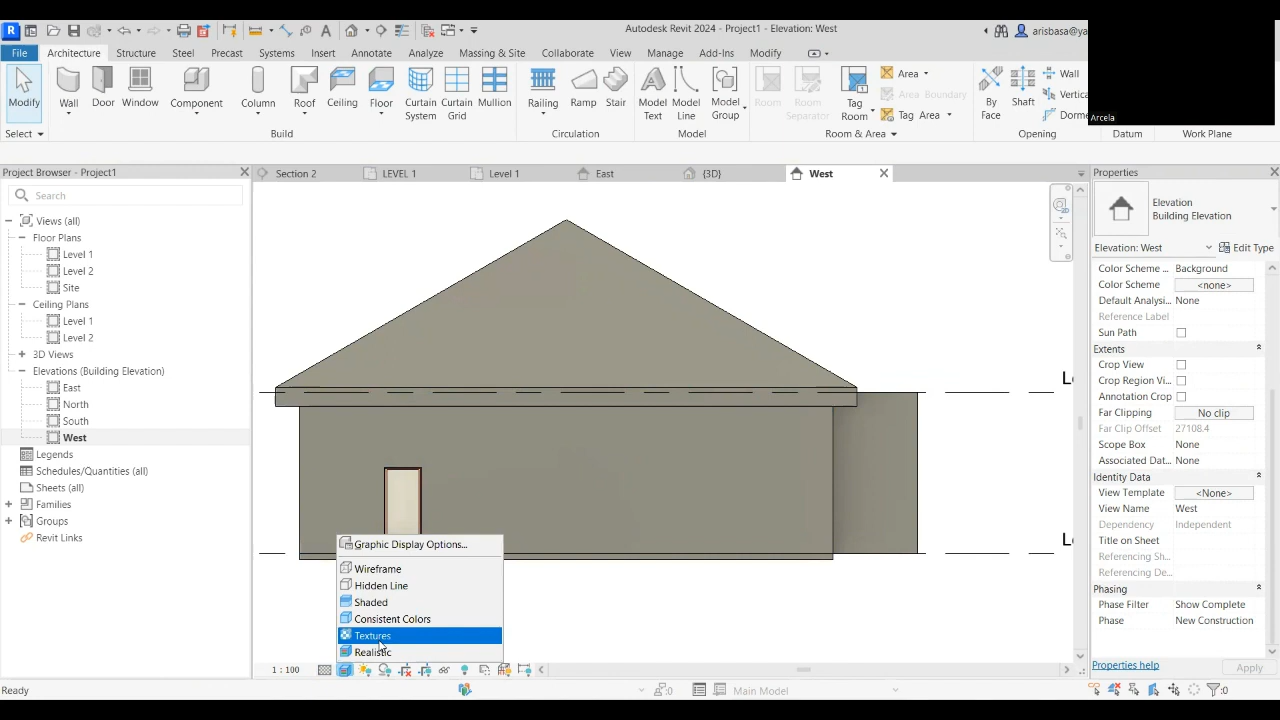 Autodesk Revit 2024 - Project1 - Elevation: West
arisbasa@ya
File Architecture Structure Steel Precast Systems Insert Annotate Analyze Massing & Site Collaborate View Manage Add-Ins Modify
Modify
Wall
Door
Window
Component
Column
Roof
Ceiling
Floor
Curtain System
Curtain Grid
Mullion
Railing
Ramp
Stair
Model Text
Model Line
Model Group
Room
Room Separator
Tag Room
Area
Area Boundary
Tag Area
By Face
Shaft
Wall
Vertica
Dorme
Arcela
Select
Build
Circulation
Model
Room & Area
Opening
Datum
Work Plane
Project Browser - Project1
Search
Views (all)
Floor Plans
Level 1
Level 2
Site
Ceiling Plans
Level 1
Level 2
3D Views
Elevations (Building Elevation)
East
North
South
West
Legends
Schedules/Quantities (all)
Sheets (all)
Families
Groups
Revit Links
Section 2
LEVEL 1
Level 1
East
{3D}
West
Graphic Display Options...
Wireframe
Hidden Line
Shaded
Consistent Colors
Textures
Realistic
1 : 100
Properties
Elevation
Building Elevation
Elevation: West
Edit Type
Color Scheme ... Background
Color Scheme <none>
Default Analysi... None
Reference Label
Sun Path
Extents
Crop View
Crop Region Vi...
Annotation Crop
Far Clipping No clip
Far Clip Offset 27108.4
Scope Box None
Associated Dat... None
Identity Data
View Template <None>
View Name West
Dependency Independent
Title on Sheet
Referencing Sh...
Referencing De...
Phasing
Phase Filter Show Complete
Phase New Construction
Properties help
Apply
Ready
:0
Main Model
:0